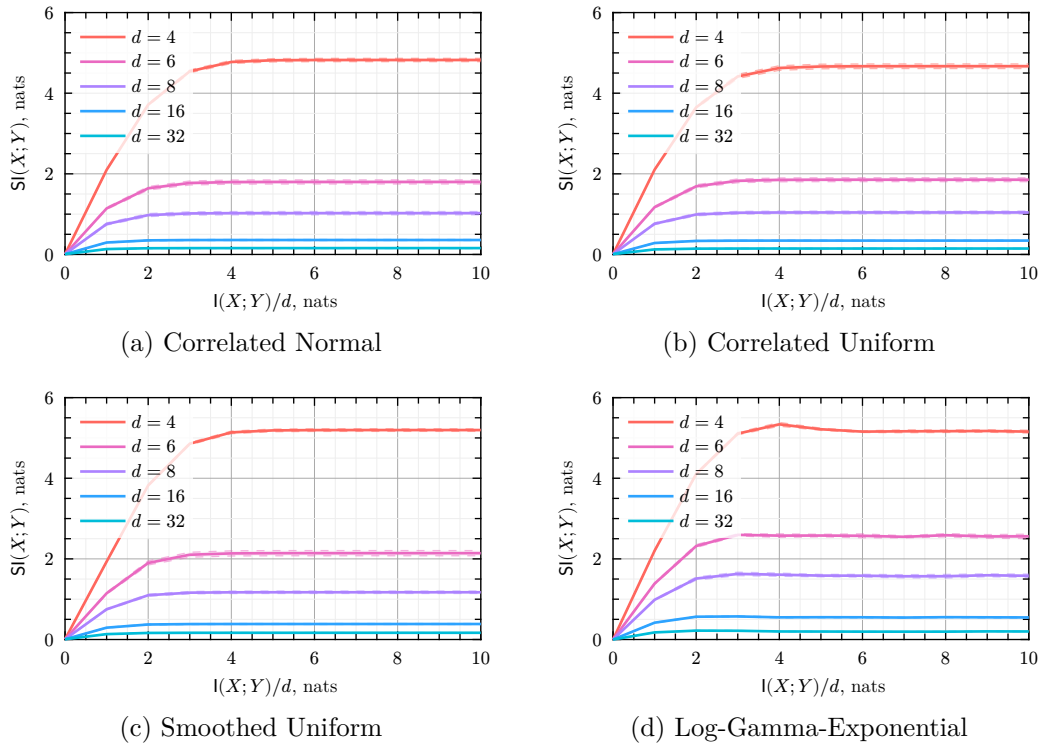 6
4
2
0
SI(X; Y), nats
d = 4
d = 6
d = 8
d = 16
d = 32
0 2 4 6 8 10
I(X; Y)/d, nats
(a) Correlated Normal
6
4
2
0
SI(X; Y), nats
d = 4
d = 6
d = 8
d = 16
d = 32
0 2 4 6 8 10
I(X; Y)/d, nats
(b) Correlated Uniform
6
4
2
0
SI(X; Y), nats
d = 4
d = 6
d = 8
d = 16
d = 32
0 2 4 6 8 10
I(X; Y)/d, nats
(c) Smoothed Uniform
6
4
2
0
SI(X; Y), nats
d = 4
d = 6
d = 8
d = 16
d = 32
0 2 4 6 8 10
I(X; Y)/d, nats
(d) Log-Gamma-Exponential